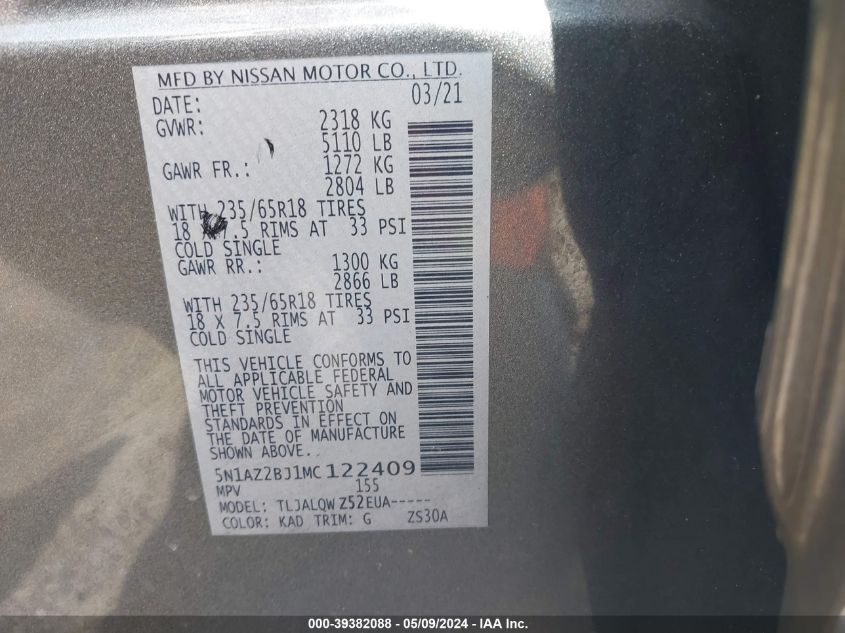 MFD BY NISSAN MOTOR CO., LTD.
DATE: 03/21
GVWR: 2318 KG
5110 LB
GAWR FR.: 1272 KG
2804 LB
WITH 235/65R18 TIRES
18 X 7.5 RIMS AT 33 PSI
COLD SINGLE
GAWR RR.: 1300 KG
2866 LB
WITH 235/65R18 TIRES
18 X 7.5 RIMS AT 33 PSI
COLD SINGLE
THIS VEHICLE CONFORMS TO
ALL APPLICABLE FEDERAL
MOTOR VEHICLE SAFETY AND
THEFT PREVENTION
STANDARDS IN EFFECT ON
THE DATE OF MANUFACTURE
SHOWN ABOVE.
5N1AZ2BJ1MC122409
MPV 155
MODEL: TLJALQW Z52EUA-----
COLOR: KAD TRIM: G ZS30A
000-39382088 - 05/09/2024 - IAA Inc.